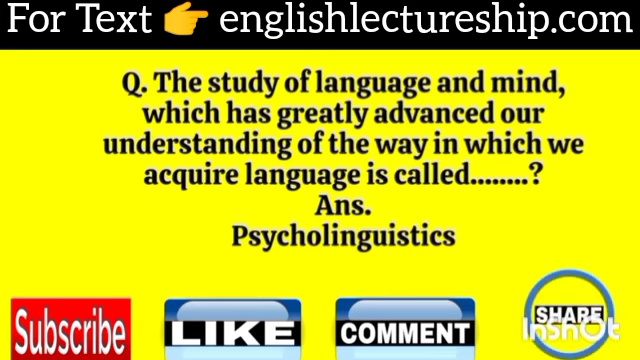 For Text 👉 englishlectureship.com
Q. The study of language and mind,
which has greatly advanced our
understanding of the way in which we
acquire language is called........?
Ans.
Psycholinguistics
Subscribe
LIKE
COMMENT
SHARE
InShOt